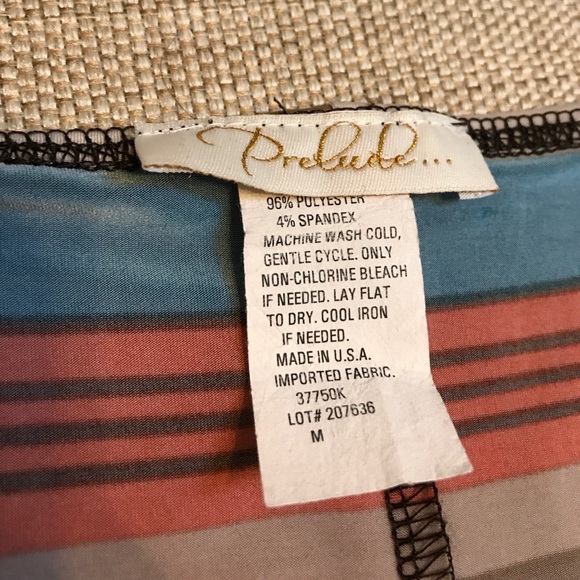 Prelude...
96% POLYESTER
4% SPANDEX
MACHINE WASH COLD,
GENTLE CYCLE. ONLY
NON-CHLORINE BLEACH
IF NEEDED. LAY FLAT
TO DRY. COOL IRON
IF NEEDED.
MADE IN U.S.A.
IMPORTED FABRIC.
37750K
LOT# 207636
M